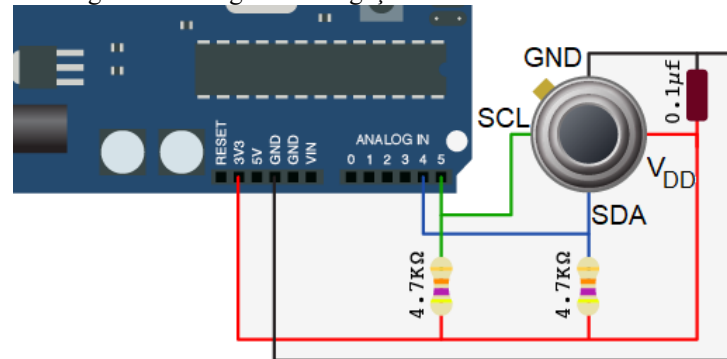 GND
0.1µf
SCL
VDD
SDA
RESET
3V3
5V
GND
GND
VIN
ANALOG IN
0 1 2 3 4 5
4.7KΩ
4.7KΩ